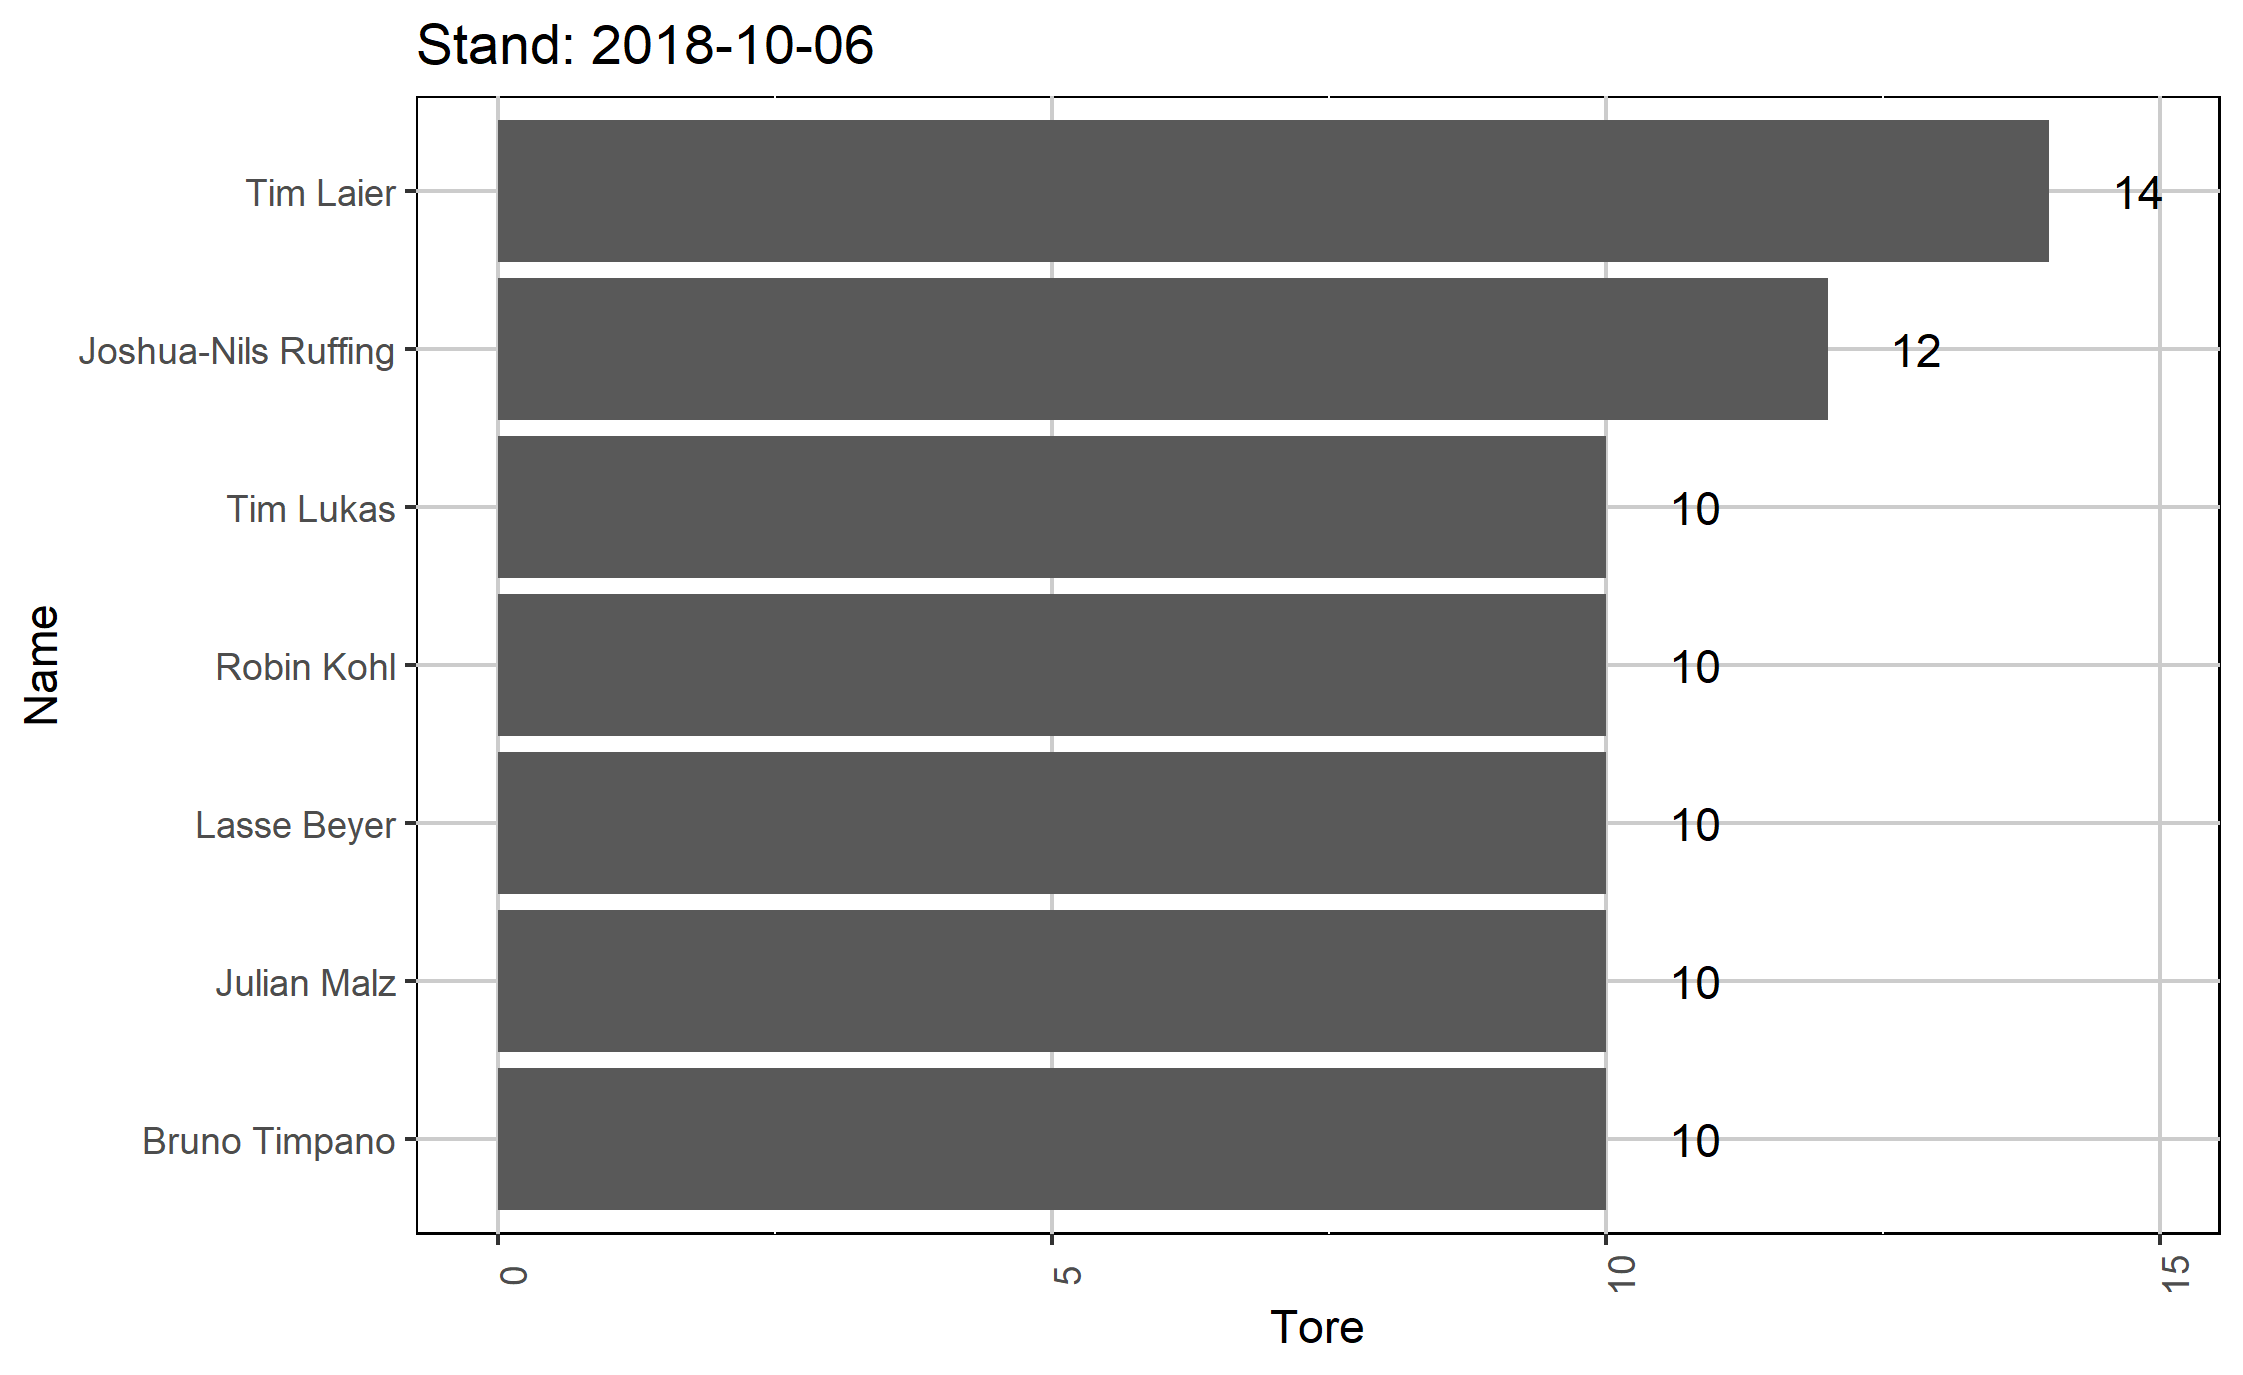 Stand: 2018-10-06
Name
Tim Laier 14
Joshua-Nils Ruffing 12
Tim Lukas 10
Robin Kohl 10
Lasse Beyer 10
Julian Malz 10
Bruno Timpano 10
0 5 10 15
Tore